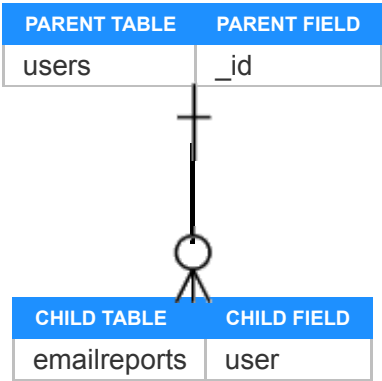 PARENT TABLE PARENT FIELD
users _id
CHILD TABLE CHILD FIELD
emailreports user